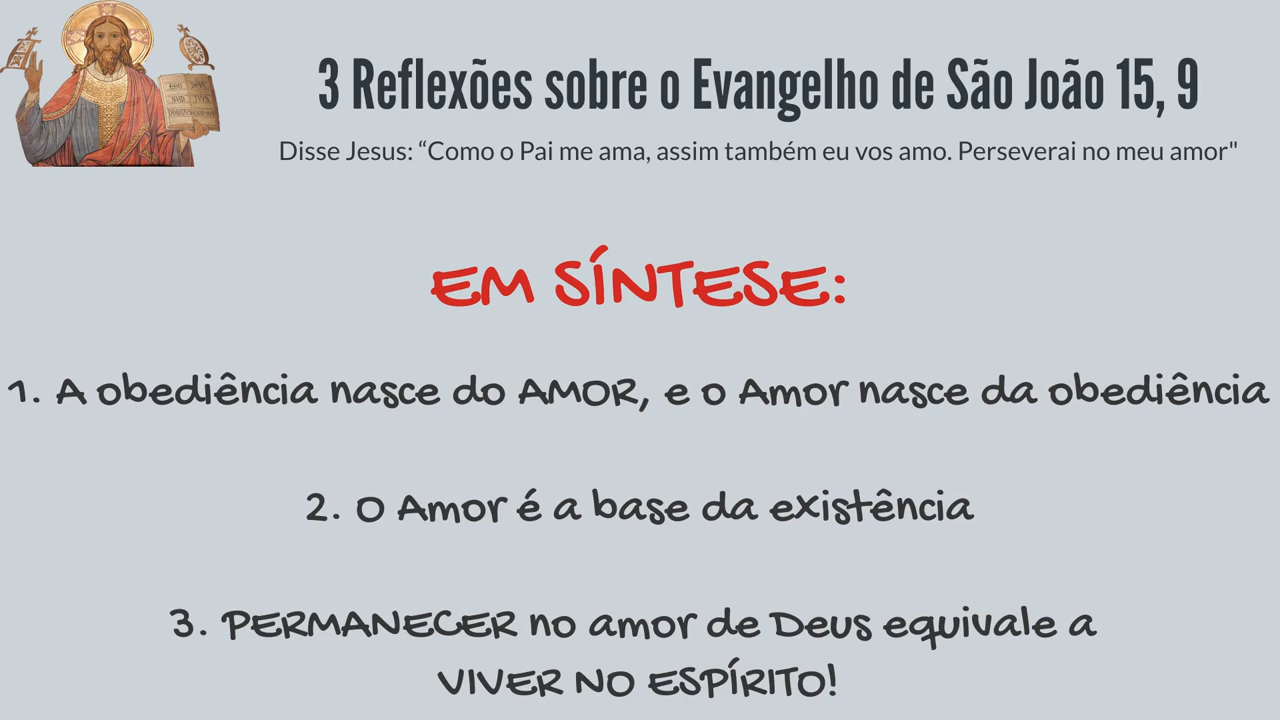 3 Reflexões sobre o Evangelho de São João 15, 9
Disse Jesus: “Como o Pai me ama, assim também eu vos amo. Perseverai no meu amor"
EM SÍNTESE:
1. A obediência nasce do AMOR, e o Amor nasce da obediência
2. O Amor é a base da existência
3. PERMANECER no amor de Deus equivale a
VIVER NO ESPÍRITO!